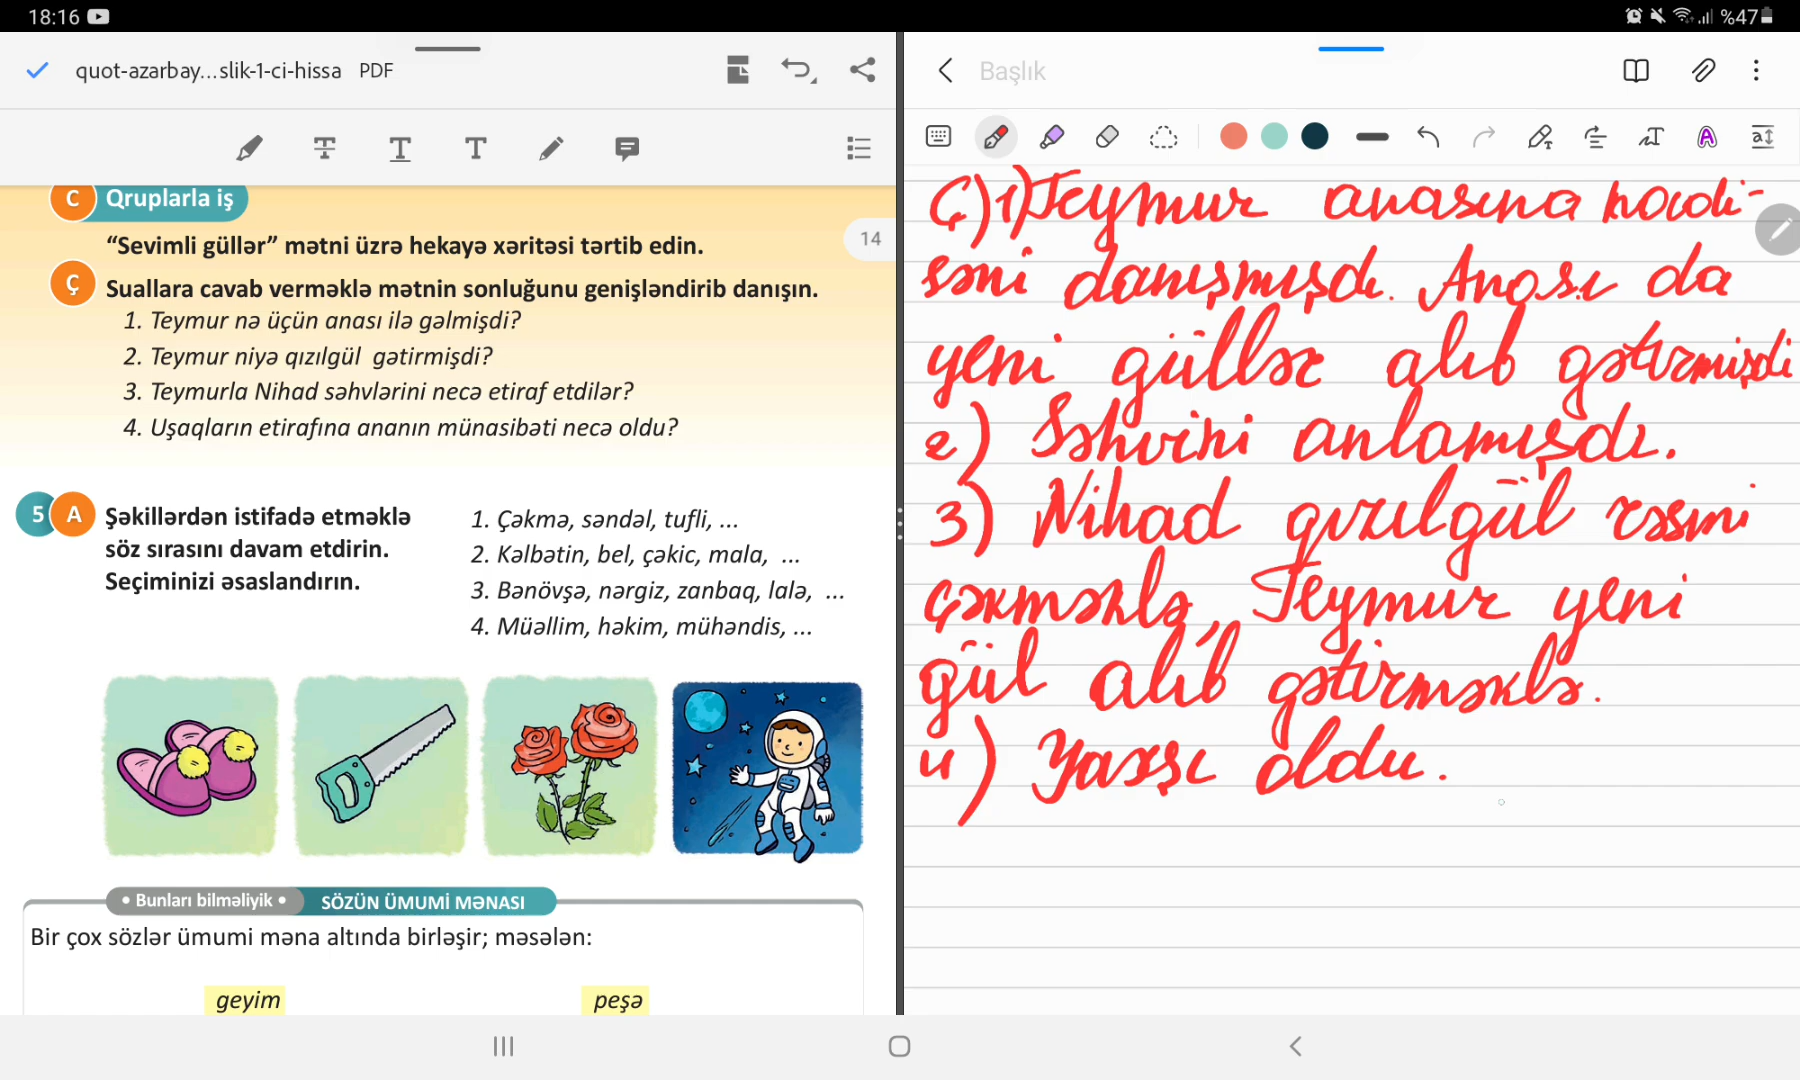 18:16
%47
quot-azarbay...slik-1-ci-hissa PDF
Başlık
C Qruplarla iş
14
“Sevimli güllər” mətni üzrə hekayə xəritəsi tərtib edin.
Ç Suallara cavab verməklə mətnin sonluğunu genişləndirib danışın.
1. Teymur nə üçün anası ilə gəlmişdi?
2. Teymur niyə qızılgül gətirmişdi?
3. Teymurla Nihad səhvlərini necə etiraf etdilər?
4. Uşaqların etirafına ananın münasibəti necə oldu?
5 A Şəkillərdən istifadə etməklə
söz sırasını davam etdirin.
Seçiminizi əsaslandırın.
1. Çəkmə, səndəl, tufli, ...
2. Kəlbətin, bel, çəkic, mala, ...
3. Bənövşə, nərgiz, zanbaq, lalə, ...
4. Müəllim, həkim, mühəndis, ...
• Bunları bilməliyik • SÖZÜN ÜMUMİ MƏNASI
Bir çox sözlər ümumi məna altında birləşir; məsələn:
geyim peşə
Ç) 1) Teymur anasına hadi-
səni danışmışdı. Anası da
yeni güllər alıb gətirmişdi
2) Səhvini anlamışdı.
3) Nihad qızılgül rəsmi
çəkməklə, Teymur yeni
gül alıb gətirməklə.
4) Yaxşı oldu.